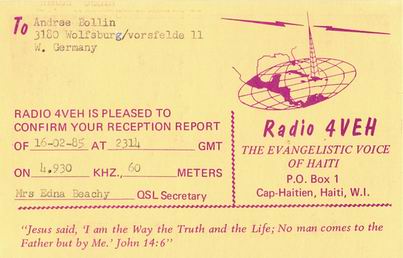 To Andrae Bollin
3180 Wolfsburg/vorsfelde 11
W. Germany
RADIO 4VEH IS PLEASED TO
CONFIRM YOUR RECEPTION REPORT
OF 16-02-85 AT 2314 GMT
ON 4.930 KHZ., 60 METERS
Mrs Edna Beachy QSL Secretary
Radio 4VEH
THE EVANGELISTIC VOICE
OF HAITI
P.O. Box 1
Cap-Haitien, Haiti, W.I.
"Jesus said, 'I am the Way the Truth and the Life; No man comes to the
Father but by Me.' John 14:6"